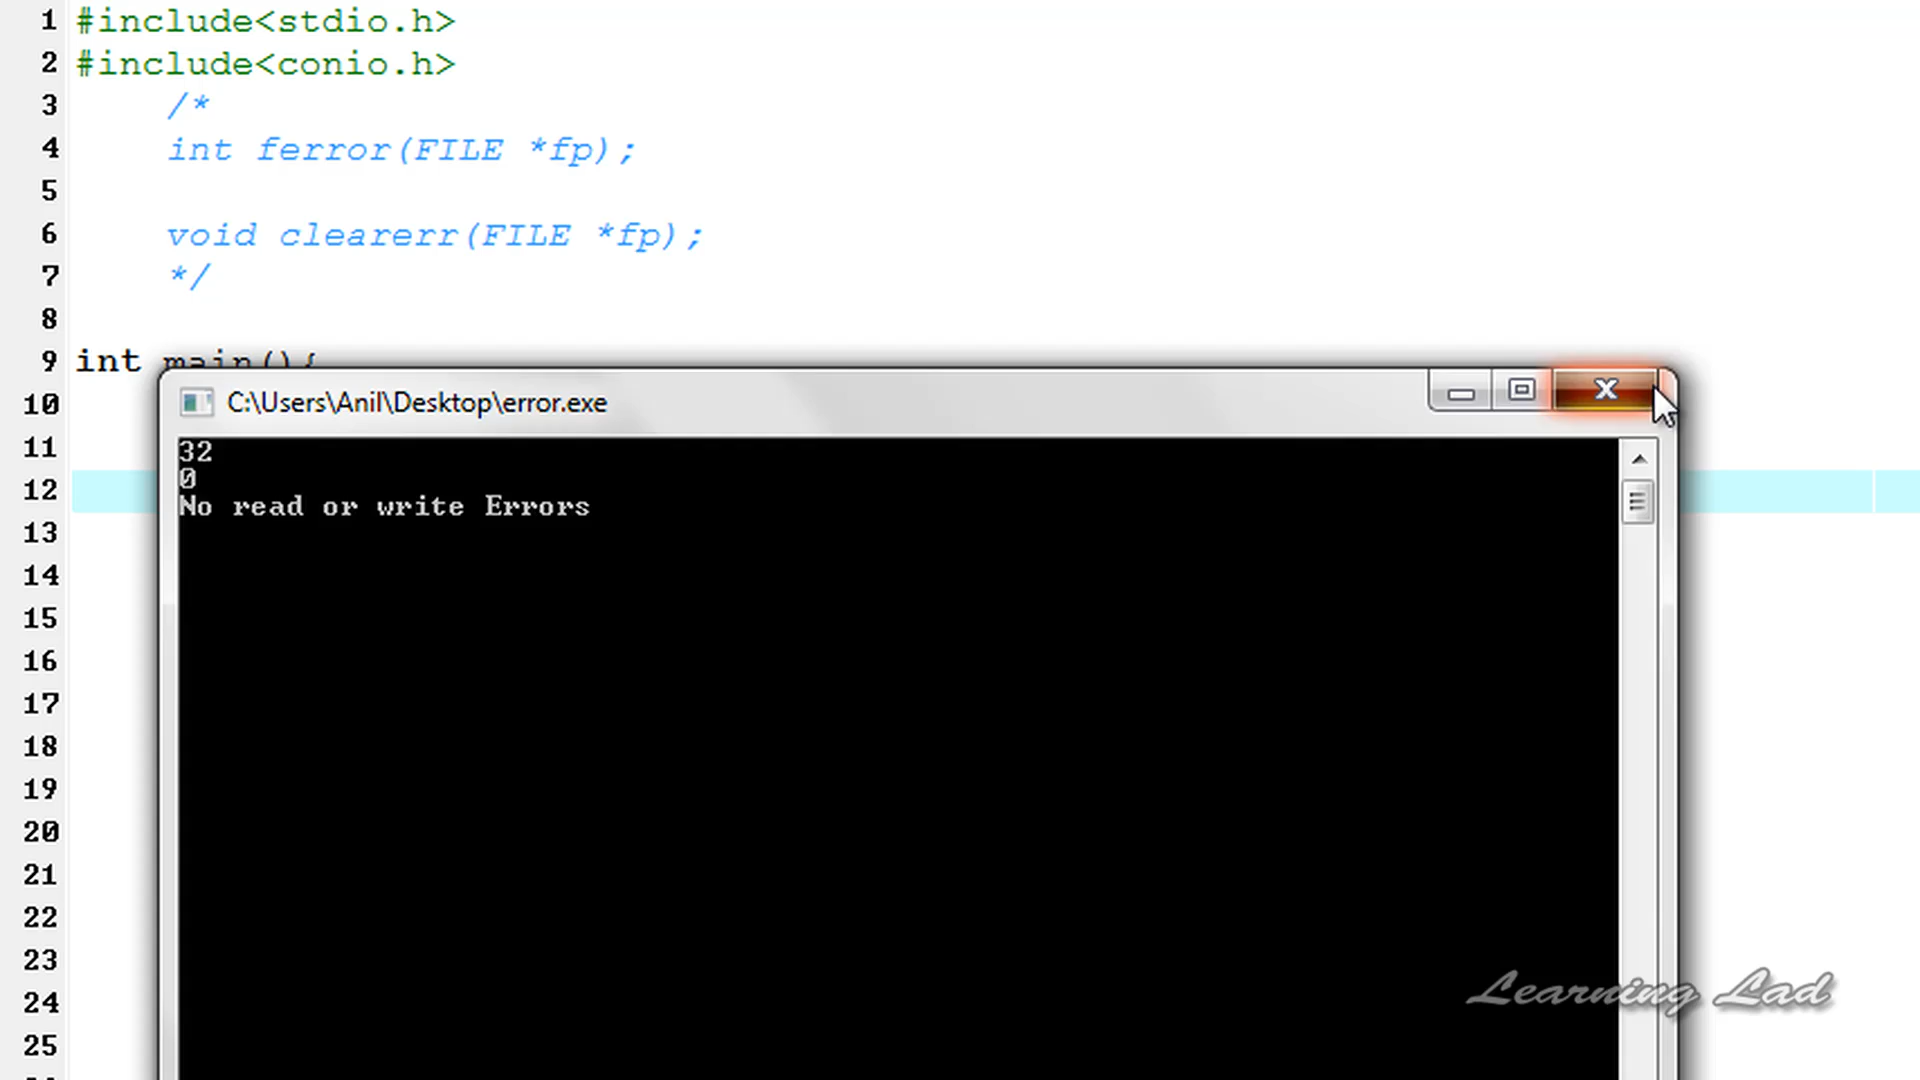 1 #include<stdio.h>
2 #include<conio.h>
3 /*
4 int ferror(FILE *fp);
5
6 void clearerr(FILE *fp);
7 */
8
9 int main(){
10
C:\Users\Anil\Desktop\error.exe
11
32
0
12
No read or write Errors
13
14
15
16
17
18
19
20
21
22
23
Learning Lad
24
25